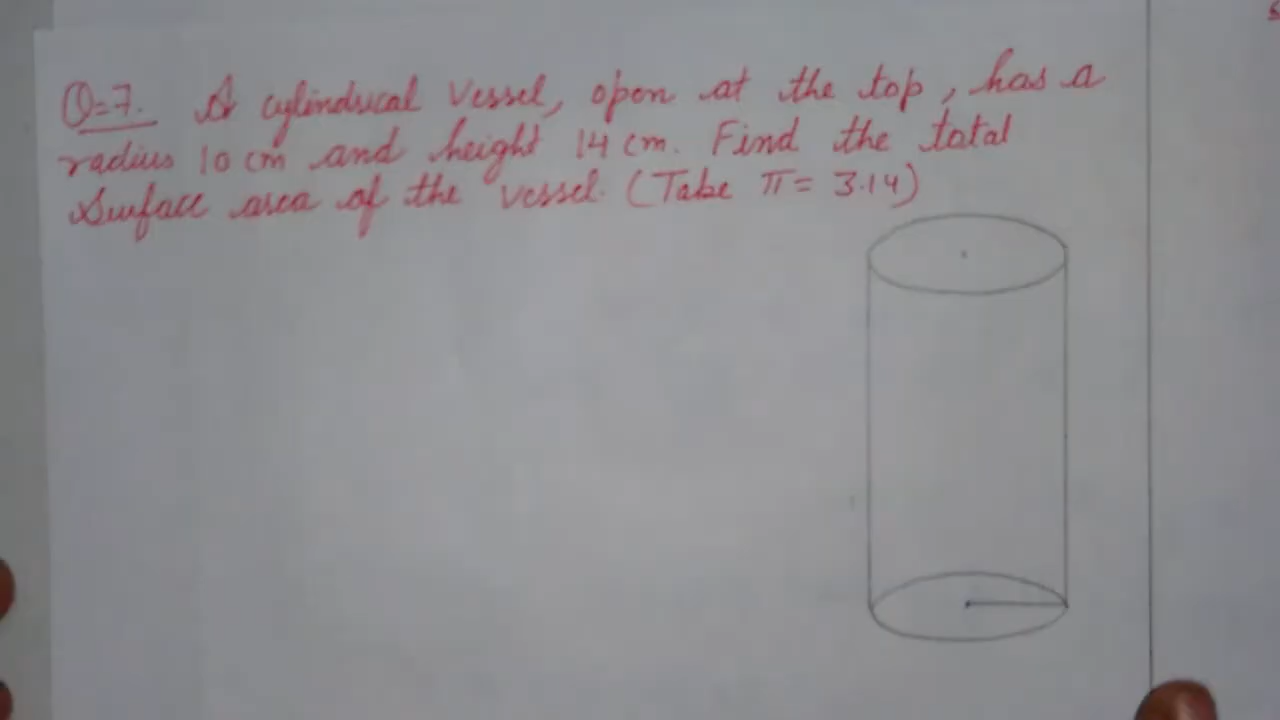 Q=7. A cylindrical vessel, open at the top, has a
radius 10 cm and height 14 cm. Find the total
Surface area of the vessel. (Take π = 3.14)